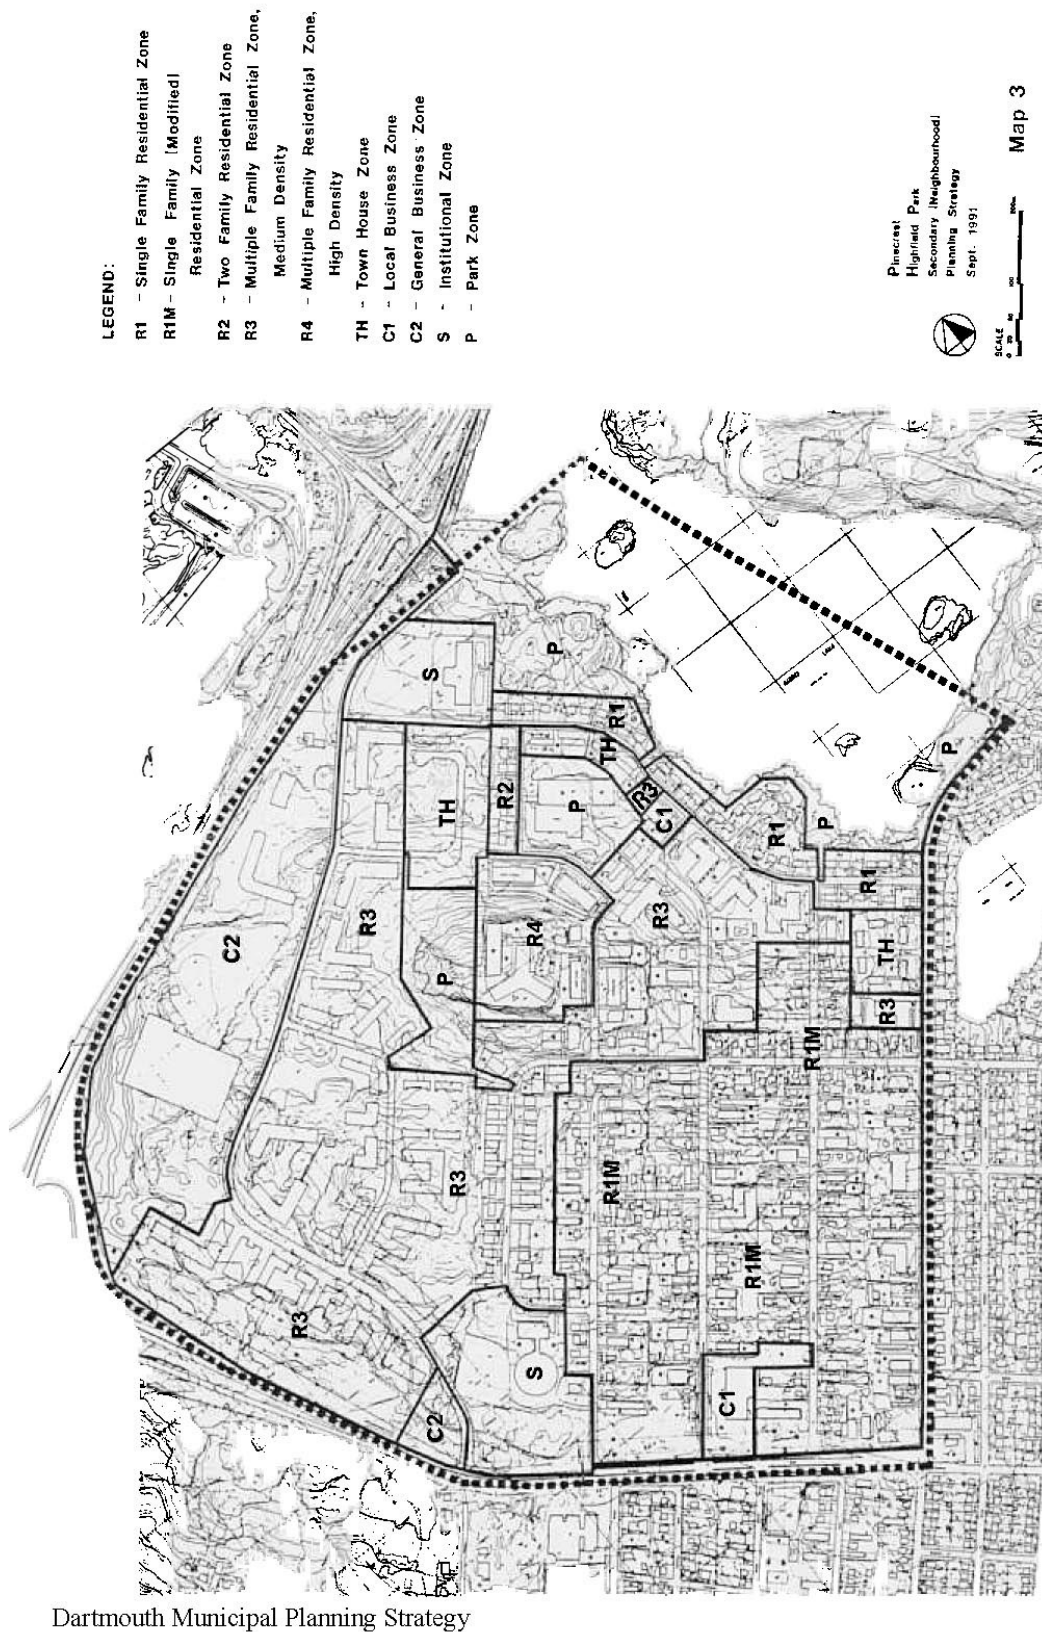 LEGEND:
R1 - Single Family Residential Zone
R1M - Single Family [Modified]
Residential Zone
R2 - Two Family Residential Zone
R3 - Multiple Family Residential Zone,
Medium Density
R4 - Multiple Family Residential Zone,
High Density
TH - Town House Zone
C1 - Local Business Zone
C2 - General Business Zone
S - Institutional Zone
P - Park Zone
Pinecrest
Highfield Park
Secondary [Neighbourhood]
Planning Strategy
Sept. 1991
SCALE
0
100
Map 3
S
P
R1
TH
R2
TH
P
R3
C1
R1
P
P
R1
C2
R3
P
R4
R3
TH
R3
R1M
R3
R1M
R1M
R3
S
C2
C1
Dartmouth Municipal Planning Strategy